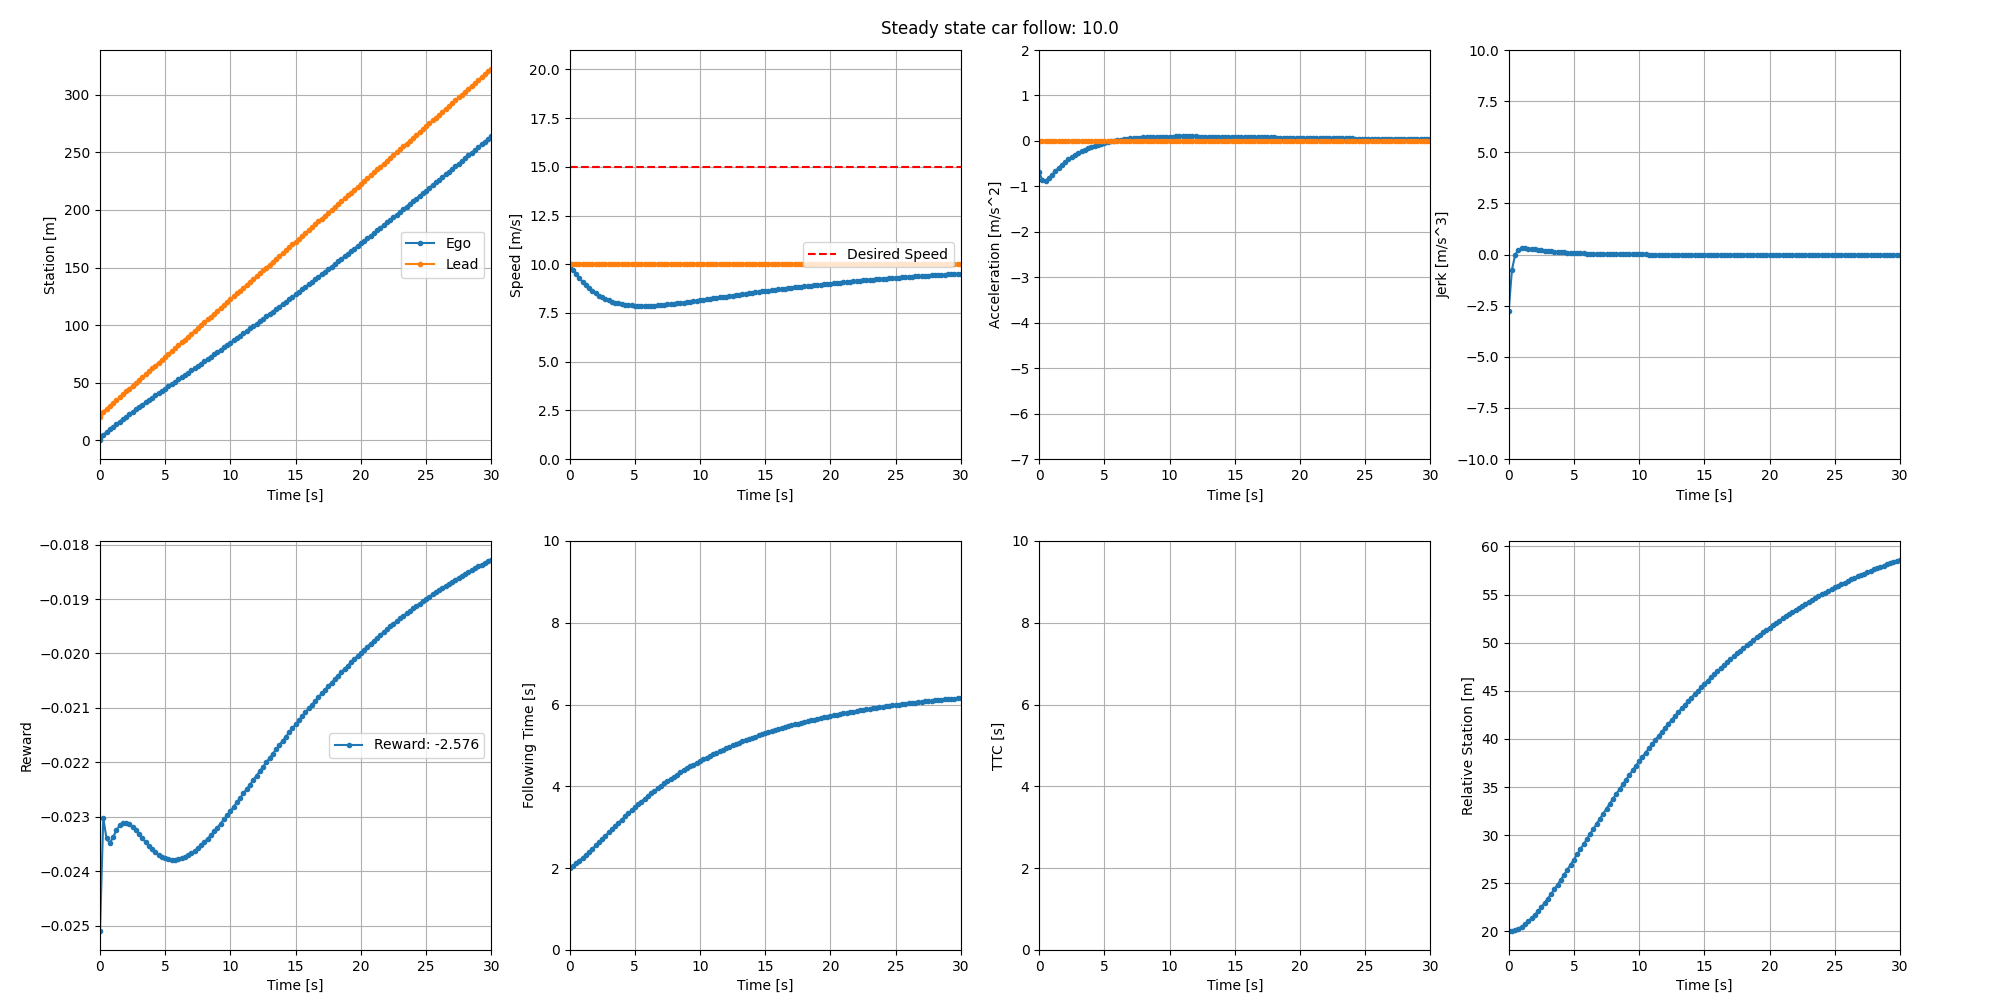 Steady state car follow: 10.0
Station [m]
300
250
200
150
100
50
0
0 5 10 15 20 25 30
Time [s]
Ego
Lead
Speed [m/s]
20.0
17.5
15.0
12.5
10.0
7.5
5.0
2.5
0.0
0 5 10 15 20 25 30
Time [s]
Desired Speed
Acceleration [m/s^2]
2
1
0
−1
−2
−3
−4
−5
−6
−7
0 5 10 15 20 25 30
Time [s]
Jerk [m/s^3]
10.0
7.5
5.0
2.5
0.0
−2.5
−5.0
−7.5
−10.0
0 5 10 15 20 25 30
Time [s]
Reward
−0.018
−0.019
−0.020
−0.021
−0.022
−0.023
−0.024
−0.025
0 5 10 15 20 25 30
Time [s]
Reward: -2.576
Following Time [s]
10
8
6
4
2
0
0 5 10 15 20 25 30
Time [s]
TTC [s]
10
8
6
4
2
0
0 5 10 15 20 25 30
Time [s]
Relative Station [m]
60
55
50
45
40
35
30
25
20
0 5 10 15 20 25 30
Time [s]